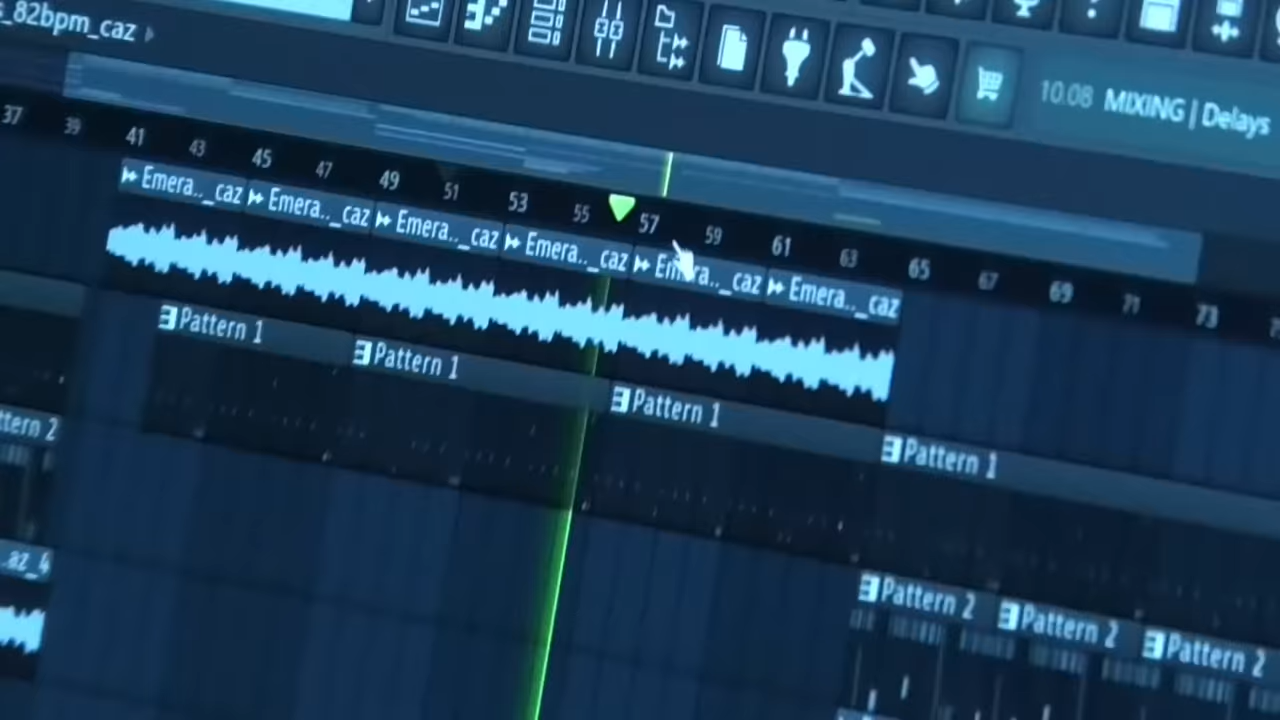 _82bpm_caz
10.08 MIXING | Delays
37 39 41 43 45 47 49 51 53 55 57 59 61 63 65 67 69 71 73
Emera.._caz Emera.._caz Emera.._caz Emera.._caz Emera.._caz Emera.._caz
Pattern 1 Pattern 1 Pattern 1 Pattern 1
ttern 2
.az_4
Pattern 2 Pattern 2 Pattern 2